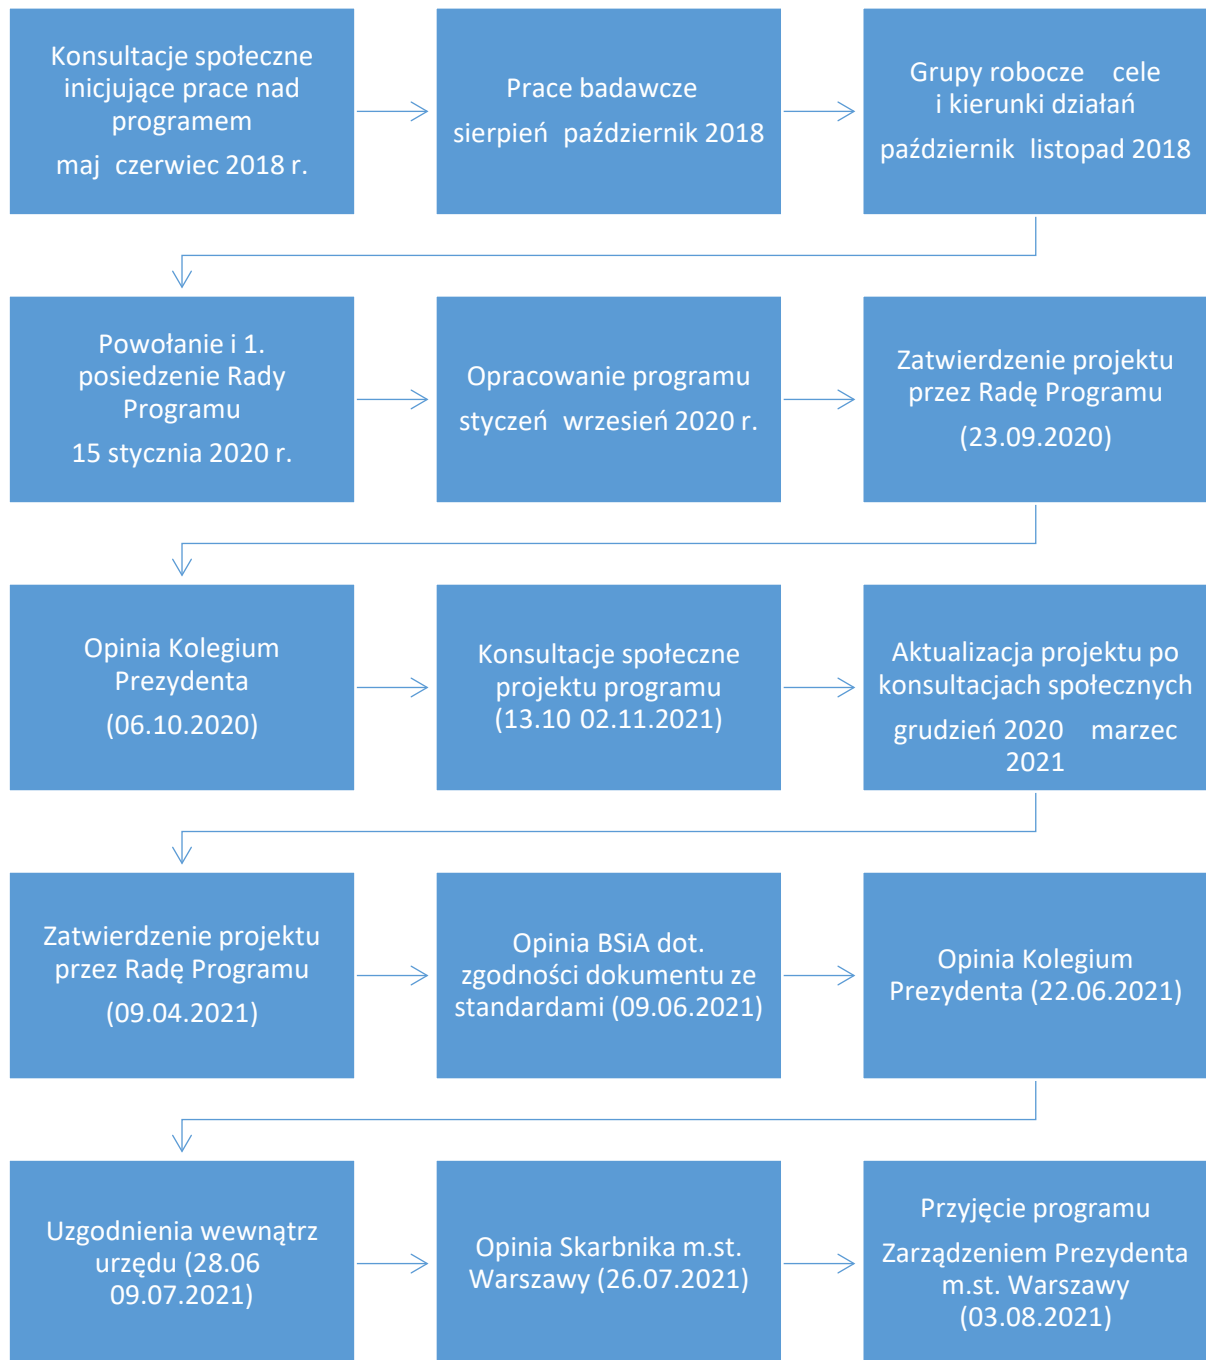 Konsultacje społeczne
inicjujące prace nad
programem
maj czerwiec 2018 r.
Prace badawcze
sierpień październik 2018
Grupy robocze cele
i kierunki działań
październik listopad 2018
Powołanie i 1.
posiedzenie Rady
Programu
15 stycznia 2020 r.
Opracowanie programu
styczeń wrzesień 2020 r.
Zatwierdzenie projektu
przez Radę Programu
(23.09.2020)
Opinia Kolegium
Prezydenta
(06.10.2020)
Konsultacje społeczne
projektu programu
(13.10 02.11.2021)
Aktualizacja projektu po
konsultacjach społecznych
grudzień 2020 marzec
2021
Zatwierdzenie projektu
przez Radę Programu
(09.04.2021)
Opinia BSiA dot.
zgodności dokumentu ze
standardami (09.06.2021)
Opinia Kolegium
Prezydenta (22.06.2021)
Uzgodnienia wewnątrz
urzędu (28.06
09.07.2021)
Opinia Skarbnika m.st.
Warszawy (26.07.2021)
Przyjęcie programu
Zarządzeniem Prezydenta
m.st. Warszawy
(03.08.2021)